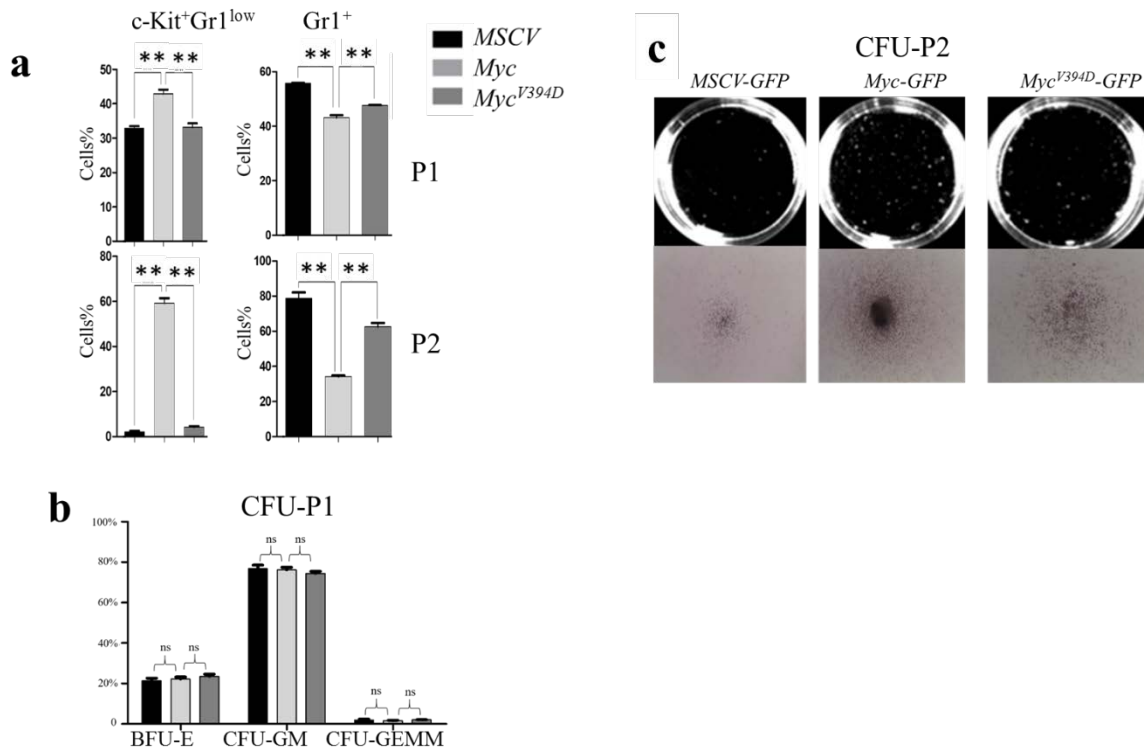 a
c-Kit⁺Gr1ˡᵒʷ
Gr1⁺
MSCV
Myc
Mycⱽ³⁹⁴ᴰ
** **
** **
Cells%
50
40
30
20
10
0
60
40
20
0
P1
** **
** **
Cells%
80
60
40
20
0
100
80
60
40
20
0
P2
b
CFU-P1
100%
80%
60%
40%
20%
0
ns ns
ns ns
ns ns
BFU-E CFU-GM CFU-GEMM
c
CFU-P2
MSCV-GFP Myc-GFP Mycⱽ³⁹⁴ᴰ-GFP